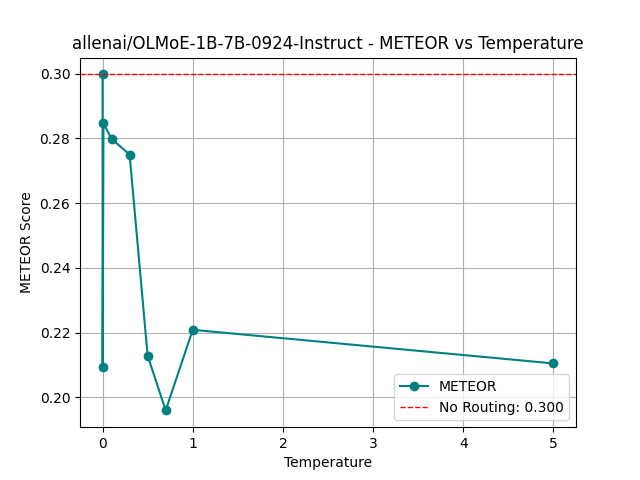 allenai/OLMoE-1B-7B-0924-Instruct - METEOR vs Temperature
METEOR Score
0.30
0.28
0.26
0.24
0.22
0.20
METEOR
No Routing: 0.300
0 1 2 3 4 5
Temperature